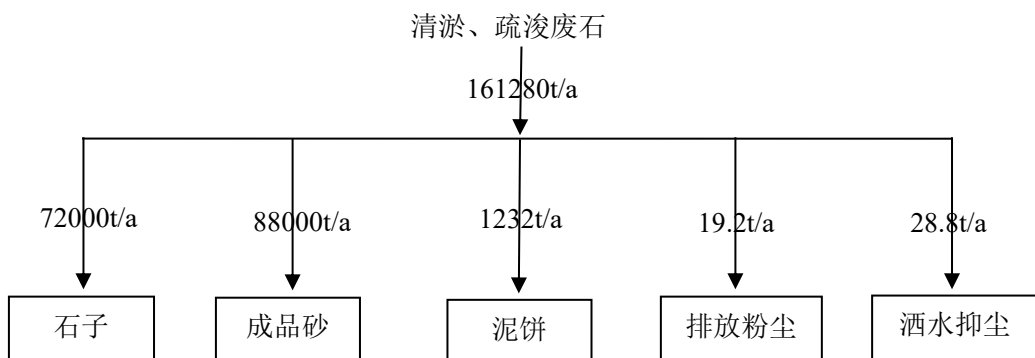 清淤、疏浚废石
161280t/a
72000t/a
88000t/a
1232t/a
19.2t/a
28.8t/a
石子
成品砂
泥饼
排放粉尘
洒水抑尘